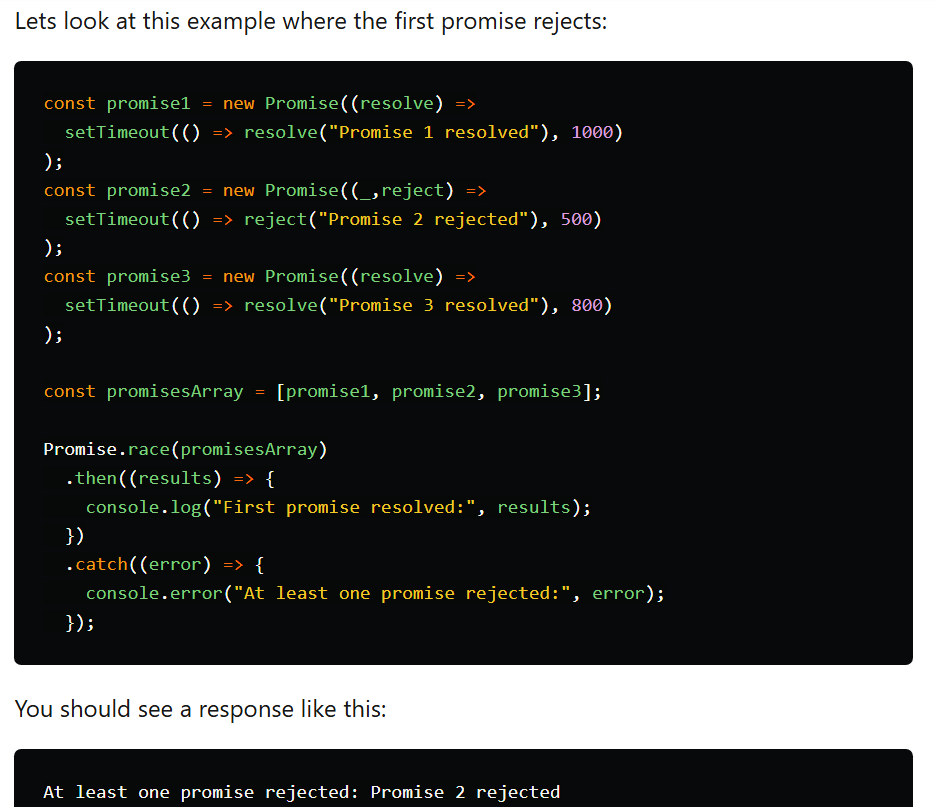 Lets look at this example where the first promise rejects:
const promise1 = new Promise((resolve) =>
  setTimeout(() => resolve("Promise 1 resolved"), 1000)
);
const promise2 = new Promise((_,reject) =>
  setTimeout(() => reject("Promise 2 rejected"), 500)
);
const promise3 = new Promise((resolve) =>
  setTimeout(() => resolve("Promise 3 resolved"), 800)
);
const promisesArray = [promise1, promise2, promise3];
Promise.race(promisesArray)
  .then((results) => {
    console.log("First promise resolved:", results);
  })
  .catch((error) => {
    console.error("At least one promise rejected:", error);
  });
You should see a response like this:
At least one promise rejected: Promise 2 rejected